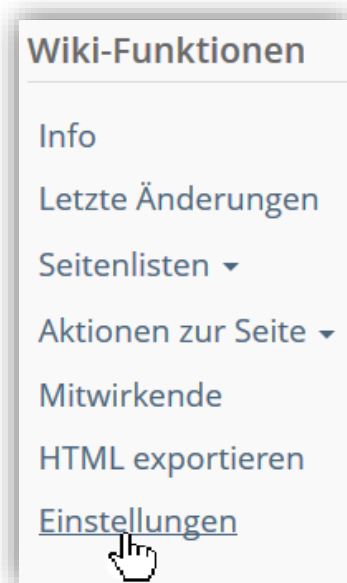 Wiki-Funktionen
Info
Letzte Änderungen
Seitenlisten
Aktionen zur Seite
Mitwirkende
HTML exportieren
Einstellungen